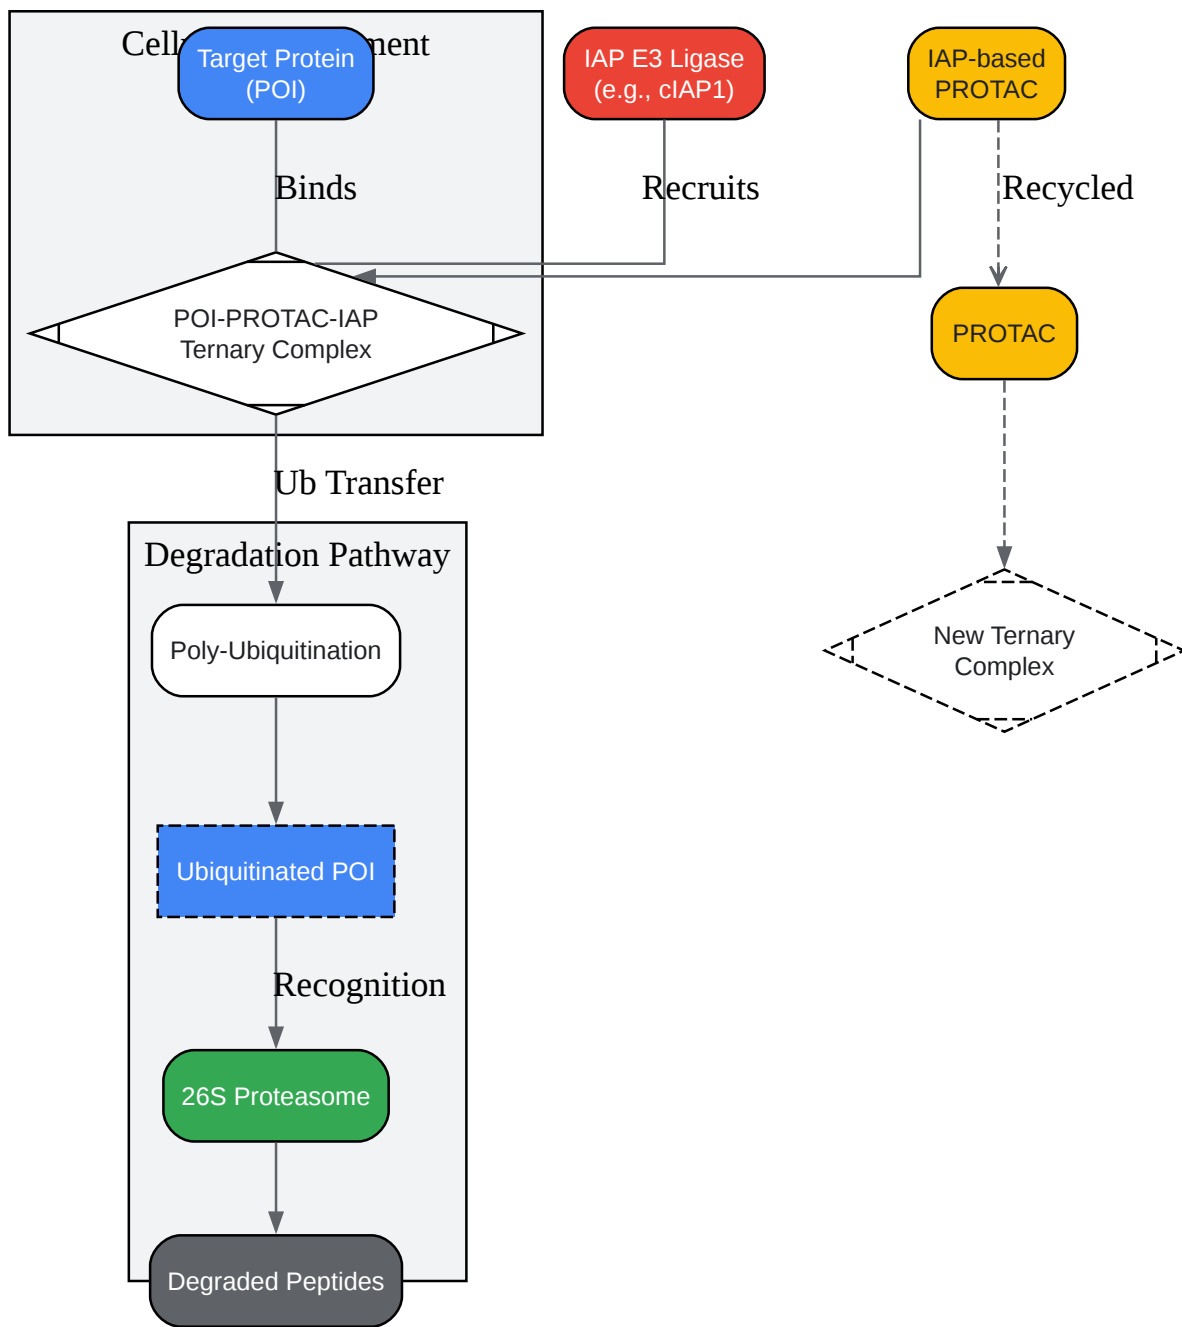 Target Protein
(POI)
IAP E3 Ligase
(e.g., cIAP1)
IAP-based
PROTAC
Binds
Recruits
Recycled
POI-PROTAC-IAP
Ternary Complex
PROTAC
Ub Transfer
Degradation Pathway
Poly-Ubiquitination
New Ternary
Complex
Ubiquitinated POI
Recognition
26S Proteasome
Degraded Peptides